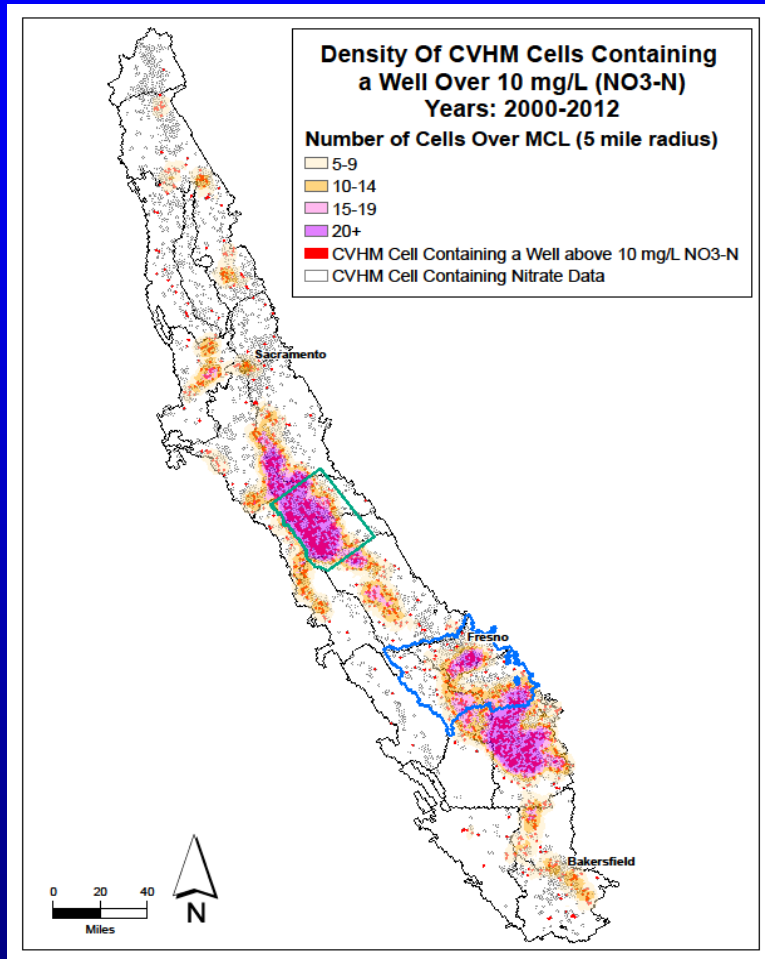 Density Of CVHM Cells Containing
a Well Over 10 mg/L (NO3-N)
Years: 2000-2012
Number of Cells Over MCL (5 mile radius)
5-9
10-14
15-19
20+
CVHM Cell Containing a Well above 10 mg/L NO3-N
CVHM Cell Containing Nitrate Data
Sacramento
Fresno
Bakersfield
0 20 40
Miles
N